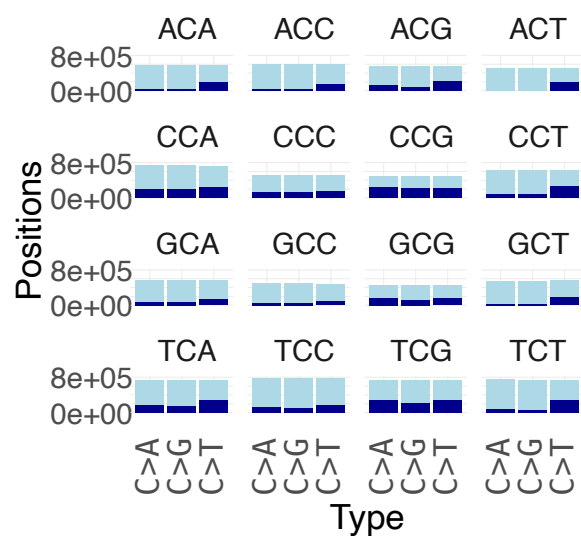 ACA ACC ACG ACT
8e+05
0e+00
CCA CCC CCG CCT
8e+05
0e+00
Positions
GCA GCC GCG GCT
8e+05
0e+00
TCA TCC TCG TCT
8e+05
0e+00
C>A C>G C>T C>A C>G C>T C>A C>G C>T C>A C>G C>T
Type